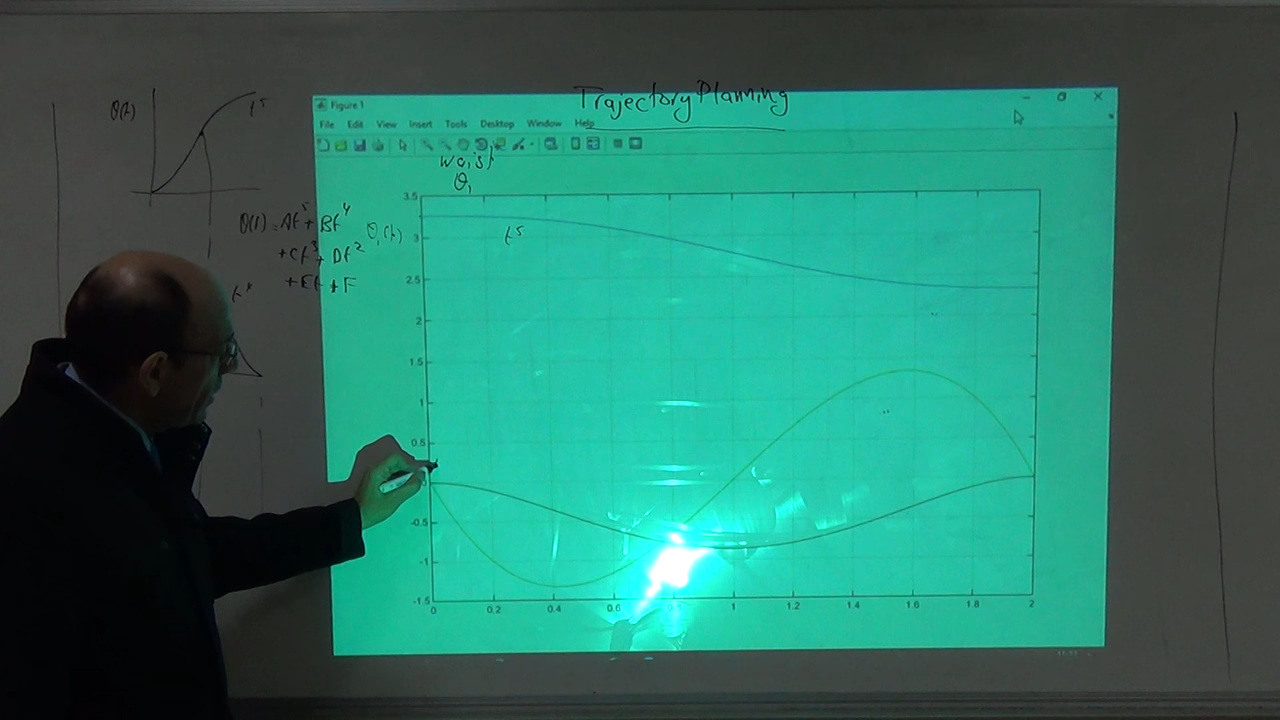 Trajectory Planning
Figure 1
File Edit View Insert Tools Desktop Window Help
Waist
θ₁
θ(t)
t⁵
θ(t) = At⁵ + Bt⁴
+Ct³ + Dt²
+Et + F
θ₁(t)
t⁵
t⁴
3.5
3
2.5
2
1.5
1
0.5
0
-0.5
-1
-1.5
0 0.2 0.4 0.6 1 1.2 1.4 1.6 1.8 2